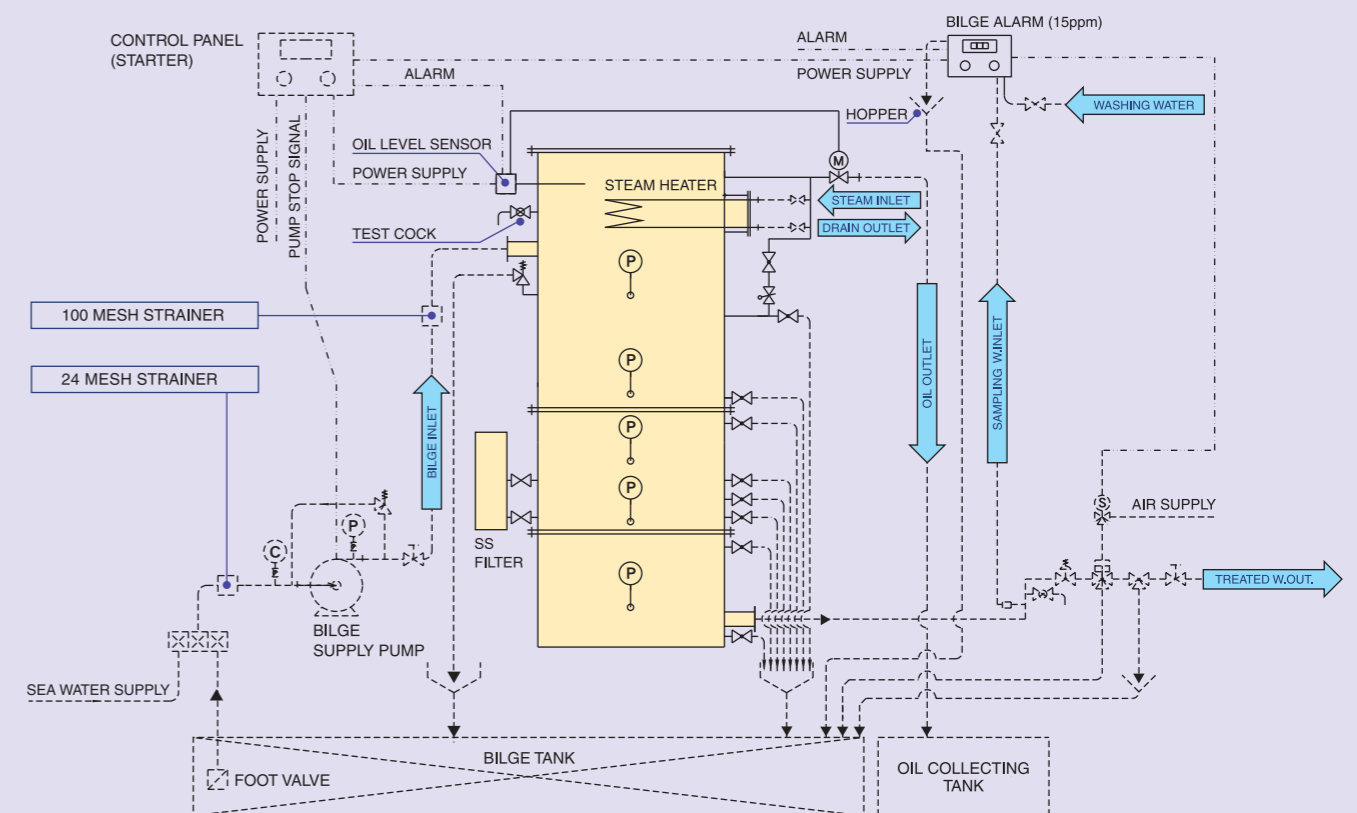 BILGE ALARM (15ppm)
CONTROL PANEL
(STARTER)
ALARM
ALARM
POWER SUPPLY
WASHING WATER
HOPPER
OIL LEVEL SENSOR
POWER SUPPLY
STEAM HEATER
M
STEAM INLET
DRAIN OUTLET
TEST COCK
POWER SUPPLY
PUMP STOP SIGNAL
P
100 MESH STRAINER
24 MESH STRAINER
P
BILGE INLET
OIL OUTLET
SAMPLING W.INLET
P
P
SS
FILTER
S
AIR SUPPLY
C
P
P
TREATED W.OUT.
BILGE
SUPPLY PUMP
SEA WATER SUPPLY
BILGE TANK
FOOT VALVE
OIL COLLECTING
TANK